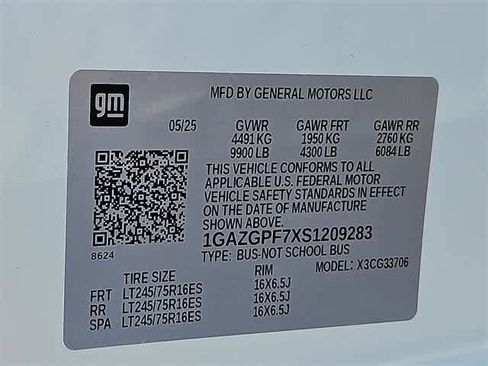 gm
MFD BY GENERAL MOTORS LLC
05/25 GVWR GAWR FRT GAWR RR
4491 KG 1950 KG 2760 KG
9900 LB 4300 LB 6084 LB
THIS VEHICLE CONFORMS TO ALL
APPLICABLE U.S. FEDERAL MOTOR
VEHICLE SAFETY STANDARDS IN EFFECT
ON THE DATE OF MANUFACTURE
SHOWN ABOVE.
1GAZGPF7XS1209283
8624
TYPE: BUS-NOT SCHOOL BUS
MODEL: X3CG33706
TIRE SIZE RIM
FRT LT245/75R16ES 16X6.5J
RR LT245/75R16ES 16X6.5J
SPA LT245/75R16ES 16X6.5J